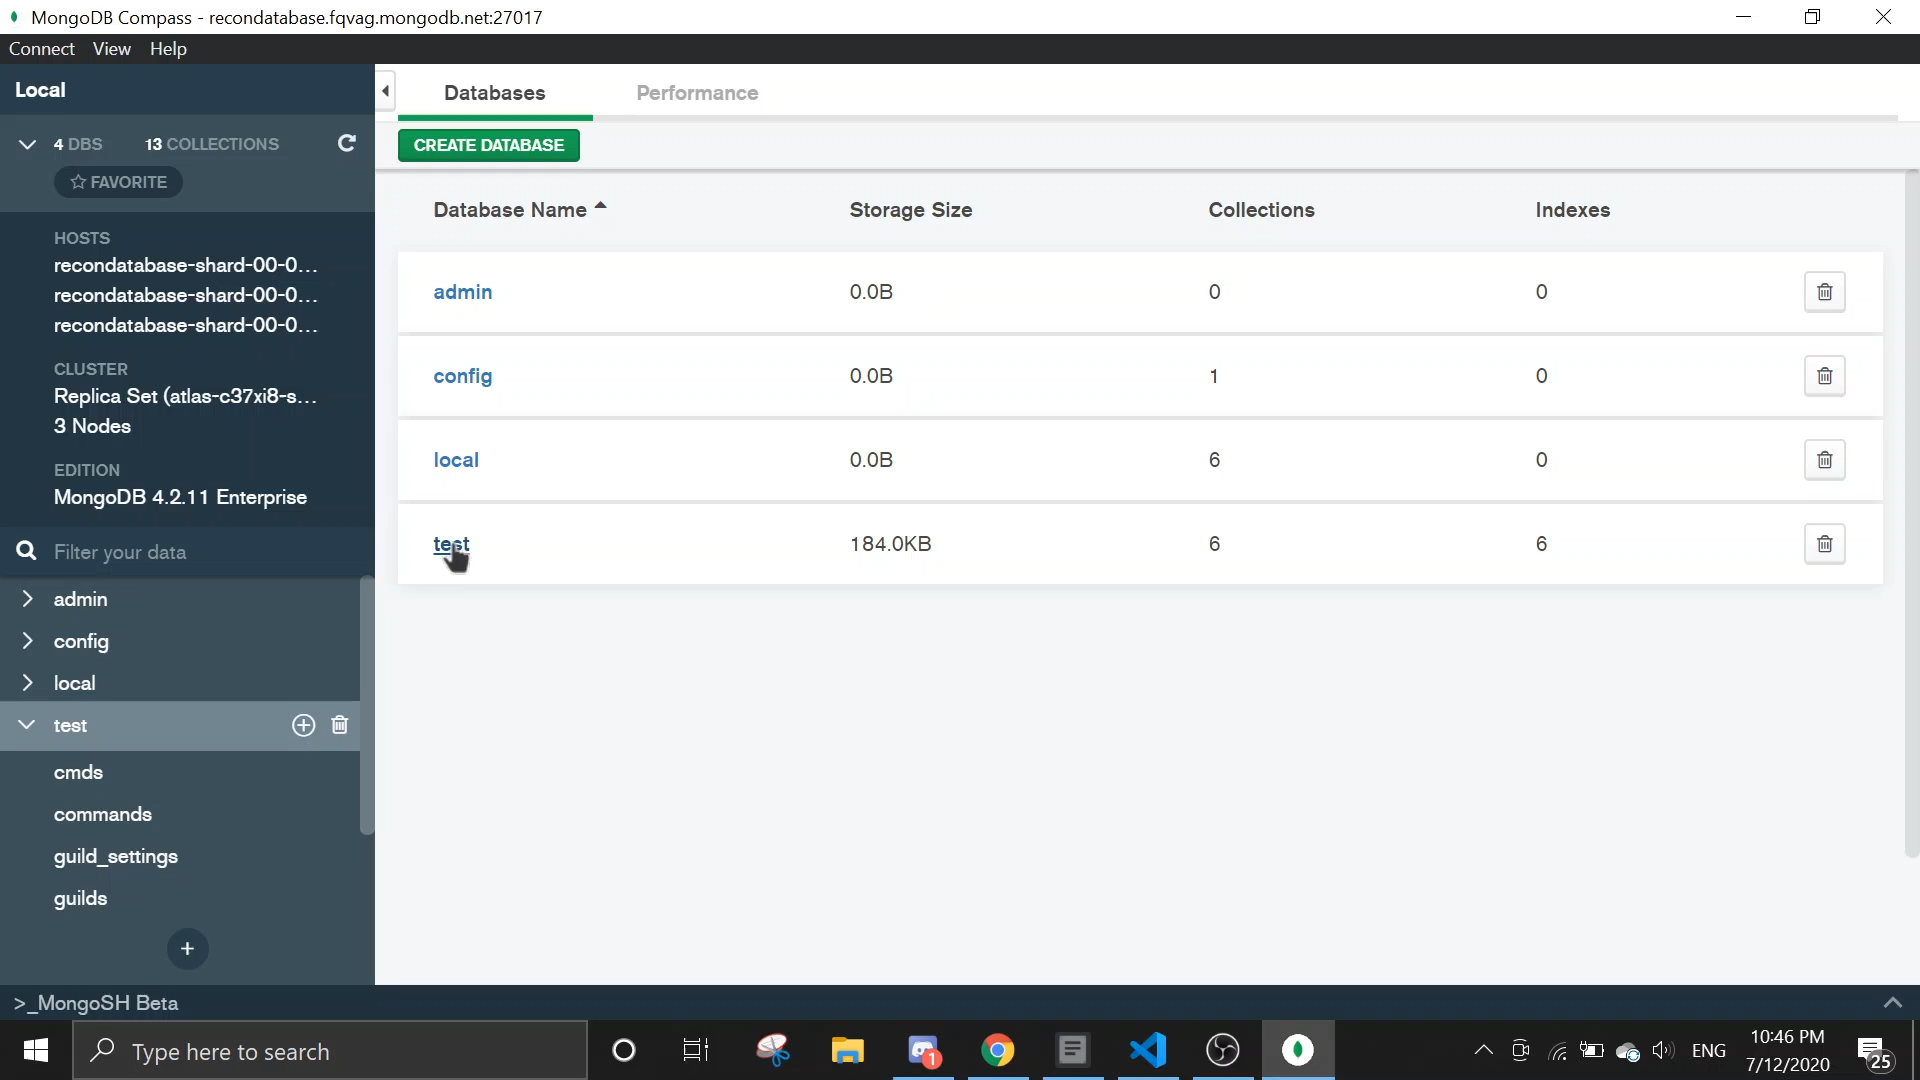 MongoDB Compass - recondatabase.fqvag.mongodb.net:27017
Connect View Help
Local
4 DBS 13 COLLECTIONS
FAVORITE
HOSTS
recondatabase-shard-00-0...
recondatabase-shard-00-0...
recondatabase-shard-00-0...
CLUSTER
Replica Set (atlas-c37xi8-s...
3 Nodes
EDITION
MongoDB 4.2.11 Enterprise
Filter your data
admin
config
local
test
cmds
commands
guild_settings
guilds
+
Databases Performance
CREATE DATABASE
Database Name Storage Size Collections Indexes
admin 0.0B 0 0
config 0.0B 1 0
local 0.0B 6 0
test 184.0KB 6 6
>_MongoSH Beta
Type here to search
1
ENG
10:46 PM
7/12/2020
25